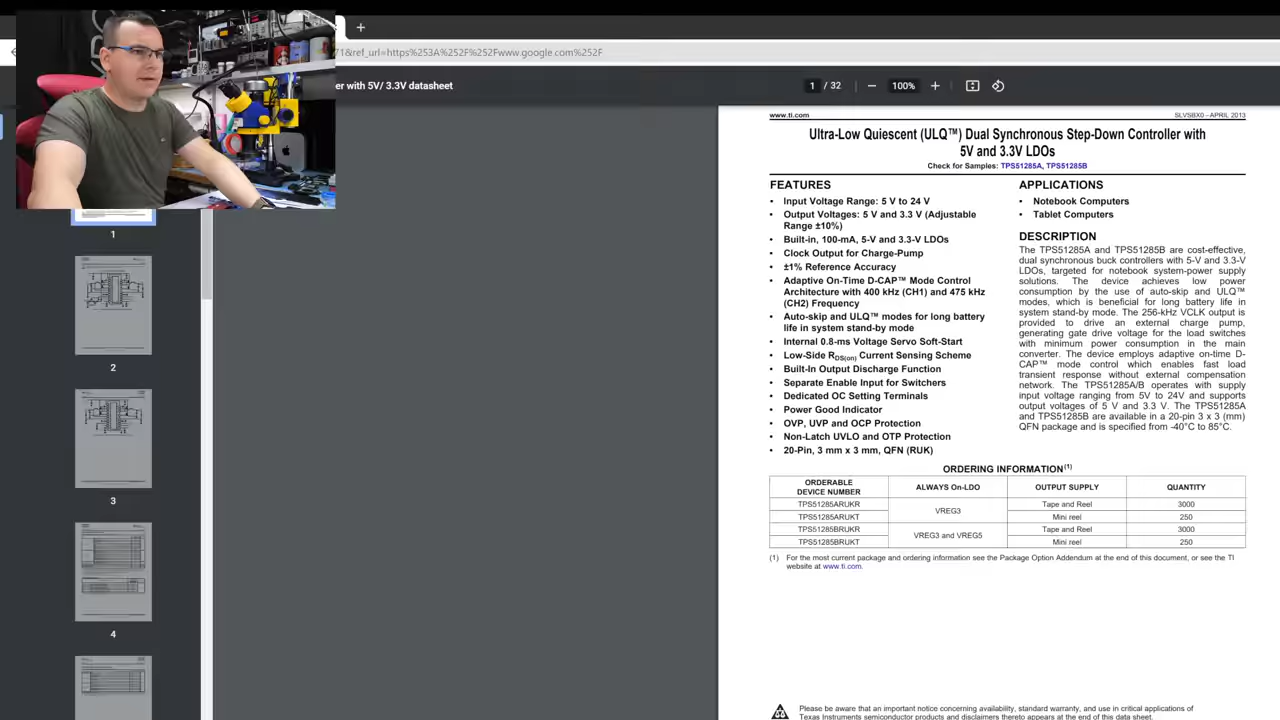 71&ref_url=https%253A%252F%252Fwww.google.com%252F
er with 5V/ 3.3V datasheet
1 / 32
100%
www.ti.com
SLVSBX0 - APRIL 2013
Ultra-Low Quiescent (ULQ™) Dual Synchronous Step-Down Controller with
5V and 3.3V LDOs
Check for Samples: TPS51285A, TPS51285B
FEATURES
• Input Voltage Range: 5 V to 24 V
• Output Voltages: 5 V and 3.3 V (Adjustable
Range ±10%)
• Built-in, 100-mA, 5-V and 3.3-V LDOs
• Clock Output for Charge-Pump
• ±1% Reference Accuracy
• Adaptive On-Time D-CAP™ Mode Control
Architecture with 400 kHz (CH1) and 475 kHz
(CH2) Frequency
• Auto-skip and ULQ™ modes for long battery
life in system stand-by mode
• Internal 0.8-ms Voltage Servo Soft-Start
• Low-Side RDS(on) Current Sensing Scheme
• Built-In Output Discharge Function
• Separate Enable Input for Switchers
• Dedicated OC Setting Terminals
• Power Good Indicator
• OVP, UVP and OCP Protection
• Non-Latch UVLO and OTP Protection
• 20-Pin, 3 mm x 3 mm, QFN (RUK)
APPLICATIONS
• Notebook Computers
• Tablet Computers
DESCRIPTION
The TPS51285A and TPS51285B are cost-effective,
dual synchronous buck controllers with 5-V and 3.3-V
LDOs, targeted for notebook system-power supply
solutions. The device achieves low power
consumption by the use of auto-skip and ULQ™
modes, which is beneficial for long battery life in
system stand-by mode. The 256-kHz VCLK output is
provided to drive an external charge pump,
generating gate drive voltage for the load switches
with minimum power consumption in the main
converter. The device employs adaptive on-time D-
CAP™ mode control which enables fast load
transient response without external compensation
network. The TPS51285A/B operates with supply
input voltage ranging from 5V to 24V and supports
output voltages of 5 V and 3.3 V. The TPS51285A
and TPS51285B are available in a 20-pin 3 x 3 (mm)
QFN package and is specified from -40°C to 85°C.
ORDERING INFORMATION(1)
ORDERABLE
DEVICE NUMBER
ALWAYS On-LDO
OUTPUT SUPPLY
QUANTITY
TPS51285ARUKR
VREG3
Tape and Reel
3000
TPS51285ARUKT
Mini reel
250
TPS51285BRUKR
VREG3 and VREG5
Tape and Reel
3000
TPS51285BRUKT
Mini reel
250
(1) For the most current package and ordering information see the Package Option Addendum at the end of this document, or see the TI
website at www.ti.com.
Please be aware that an important notice concerning availability, standard warranty, and use in critical applications of
Texas Instruments semiconductor products and disclaimers thereto appears at the end of this data sheet.
1
2
3
4